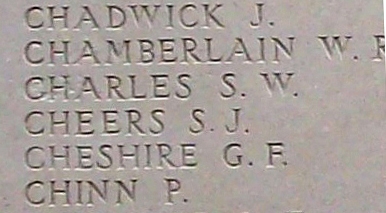 CHADWICK J.
CHAMBERLAIN W. R
CHARLES S. W.
CHEERS S. J.
CHESHIRE G. F.
CHINN P.